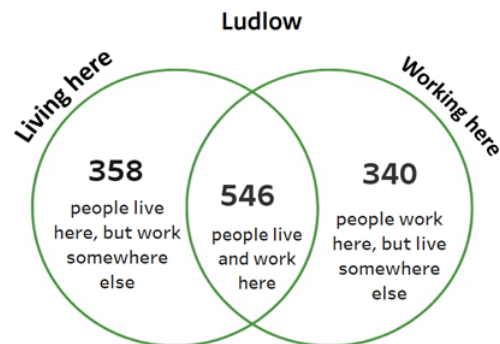 Ludlow
Living here
Working here
358
people live
here, but work
somewhere
else
546
people live
and work
here
340
people work
here, but live
somewhere
else